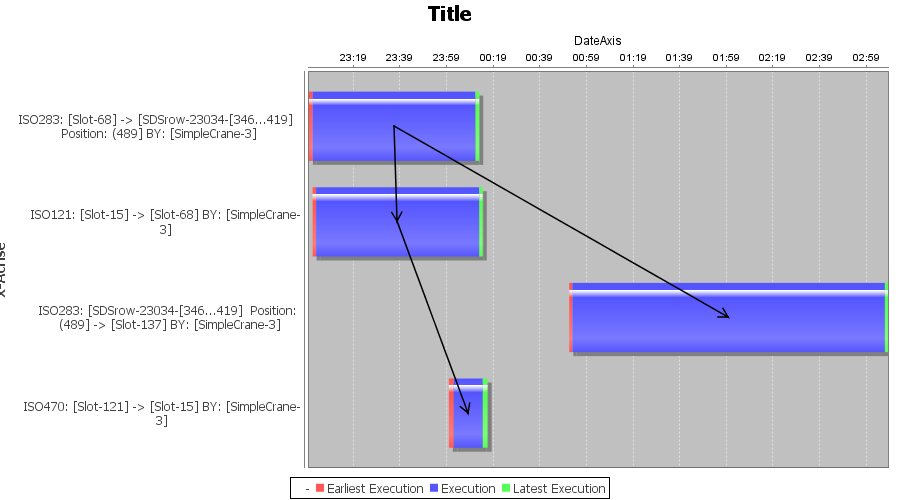 Title
DateAxis
23:19 23:39 23:59 00:19 00:39 00:59 01:19 01:39 01:59 02:19 02:39 02:59
ISO283: [Slot-68] -> [SDSrow-23034-[346...419]
Position: (489] BY: [SimpleCrane-3]
ISO121: [Slot-15] -> [Slot-68] BY: [SimpleCrane-
3]
ISO283: [SDSrow-23034-[346...419] Position:
(489] -> [Slot-137] BY: [SimpleCrane-3]
ISO470: [Slot-121] -> [Slot-15] BY: [SimpleCrane-
3]
- Earliest Execution Execution Latest Execution